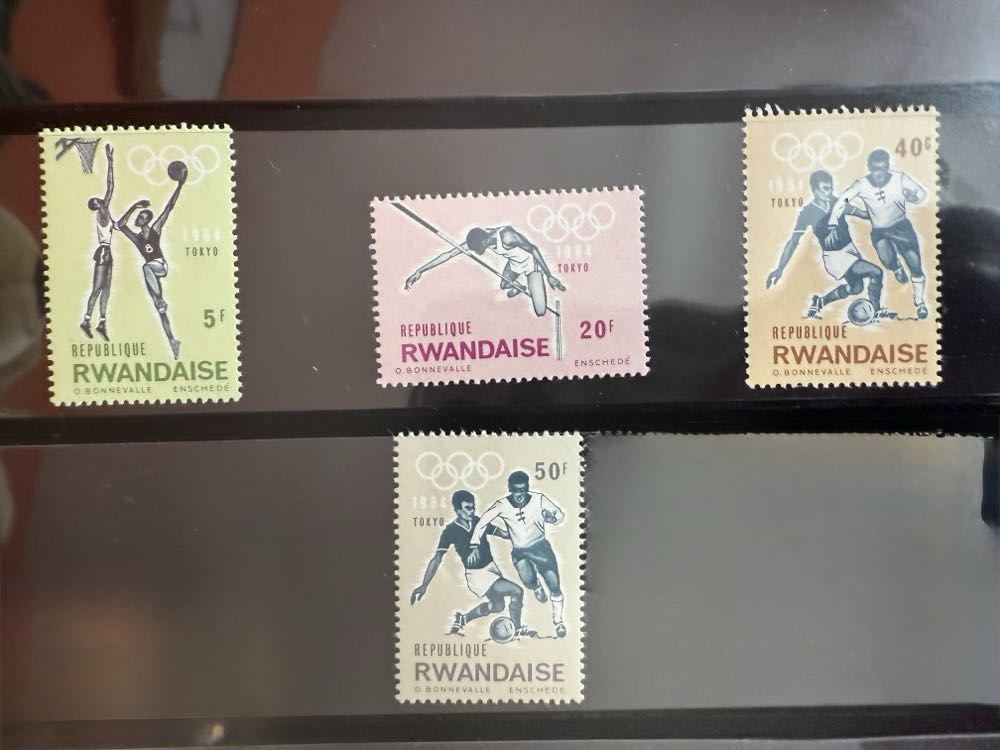 1964
TOKYO
5F
8
REPUBLIQUE
RWANDAISE
O.BONNEVALLE ENSCHEDÉ
1964
TOKYO
20F
REPUBLIQUE
RWANDAISE
O.BONNEVALLE ENSCHEDÉ
40c
1964
TOKYO
REPUBLIQUE
RWANDAISE
O.BONNEVALLE ENSCHEDÉ
50F
1964
TOKYO
REPUBLIQUE
RWANDAISE
O.BONNEVALLE ENSCHEDÉ